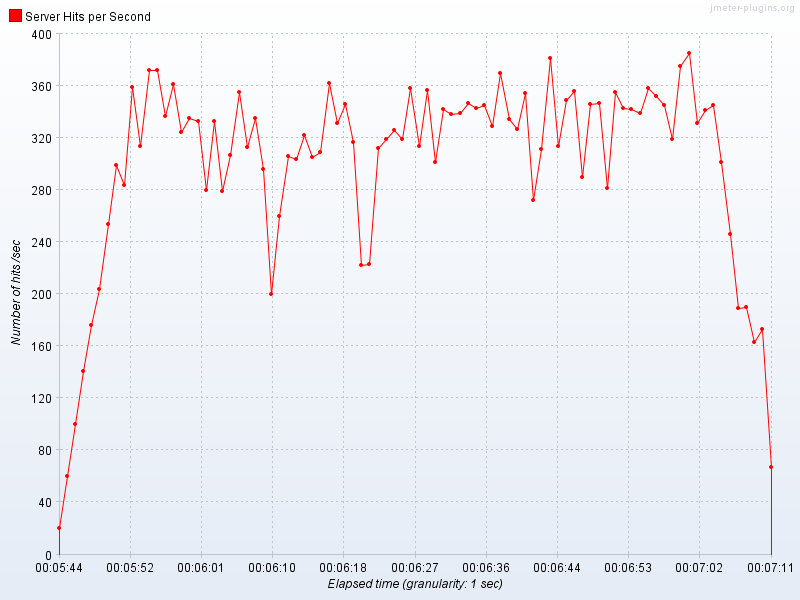 jmeter-plugins.org
Server Hits per Second
400
360
320
280
240
200
160
120
80
40
0
Number of hits /sec
00:05:44 00:05:52 00:06:01 00:06:10 00:06:18 00:06:27 00:06:36 00:06:44 00:06:53 00:07:02 00:07:11
Elapsed time (granularity: 1 sec)